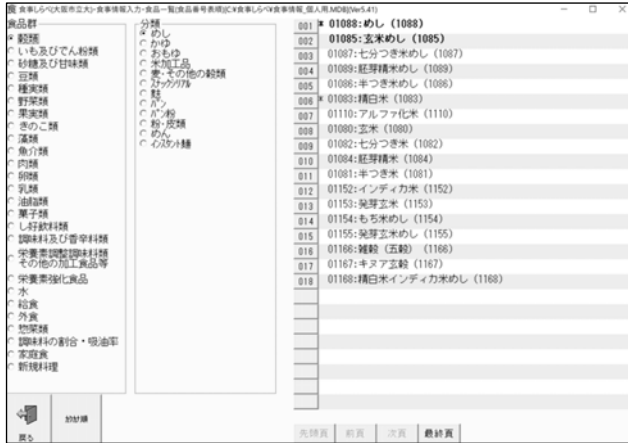 食事しらべ(大阪市立大)-食事情報入力-食品一覧(食品番号表順)[C:¥食事しらべ¥食事情報_個人用.MDB](Ver5.41)
食品群
穀類
いも及びでん粉類
砂糖及び甘味類
豆類
種実類
野菜類
果実類
きのこ類
藻類
魚介類
肉類
卵類
乳類
油脂類
菓子類
し好飲料類
調味料及び香辛料類
栄養素調整調味料類
その他の加工食品等
栄養素強化食品
水
給食
外食
惣菜類
調味料の割合・吸油率
家庭食
新規料理
分類
めし
かゆ
おもゆ
米加工品
麦・その他の穀類
スナックシリアル
麩
パン
パン粉
粉・皮類
めん
インスタント麺
001 * 01088:めし (1088)
002 01085:玄米めし (1085)
003 01087:七分つき米めし (1087)
004 01089:胚芽精米めし (1089)
005 01086:半つき米めし (1086)
006 * 01083:精白米 (1083)
007 01110:アルファ化米 (1110)
008 01080:玄米 (1080)
009 01082:七分つき米 (1082)
010 01084:胚芽精米 (1084)
011 01081:半つき米 (1081)
012 01152:インディカ米 (1152)
013 01153:発芽玄米 (1153)
014 01154:もち米めし (1154)
015 01155:発芽玄米めし (1155)
016 01166:雑穀 (五穀) (1166)
017 01167:キヌア玄穀 (1167)
018 01168:精白米インディカ米めし (1168)
戻る
カナ順
先頭頁
前頁
次頁
最終頁